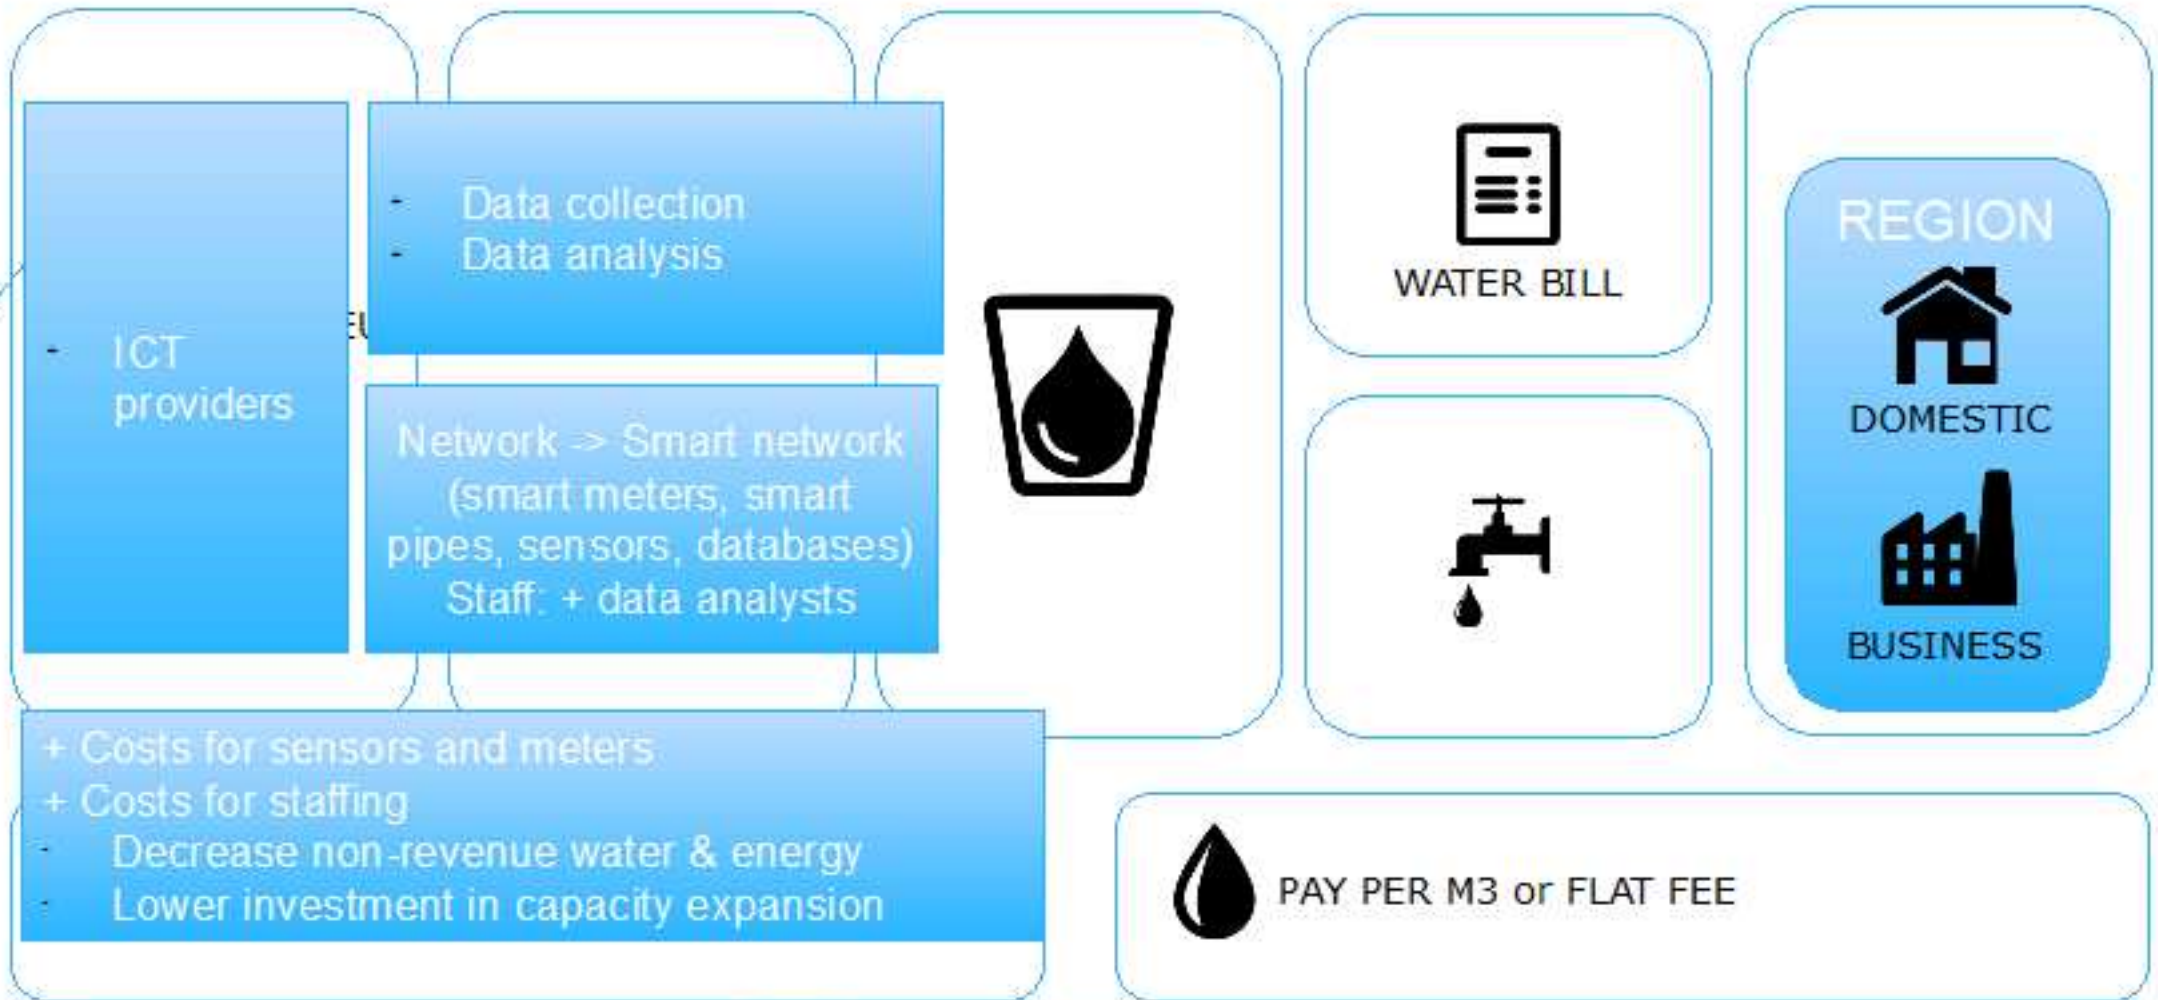 - ICT
providers
- Data collection
- Data analysis
Network -> Smart network
(smart meters, smart
pipes, sensors, databases)
Staff: + data analysts
WATER BILL
REGION
DOMESTIC
BUSINESS
+ Costs for sensors and meters
+ Costs for staffing
- Decrease non-revenue water & energy
- Lower investment in capacity expansion
PAY PER M3 or FLAT FEE